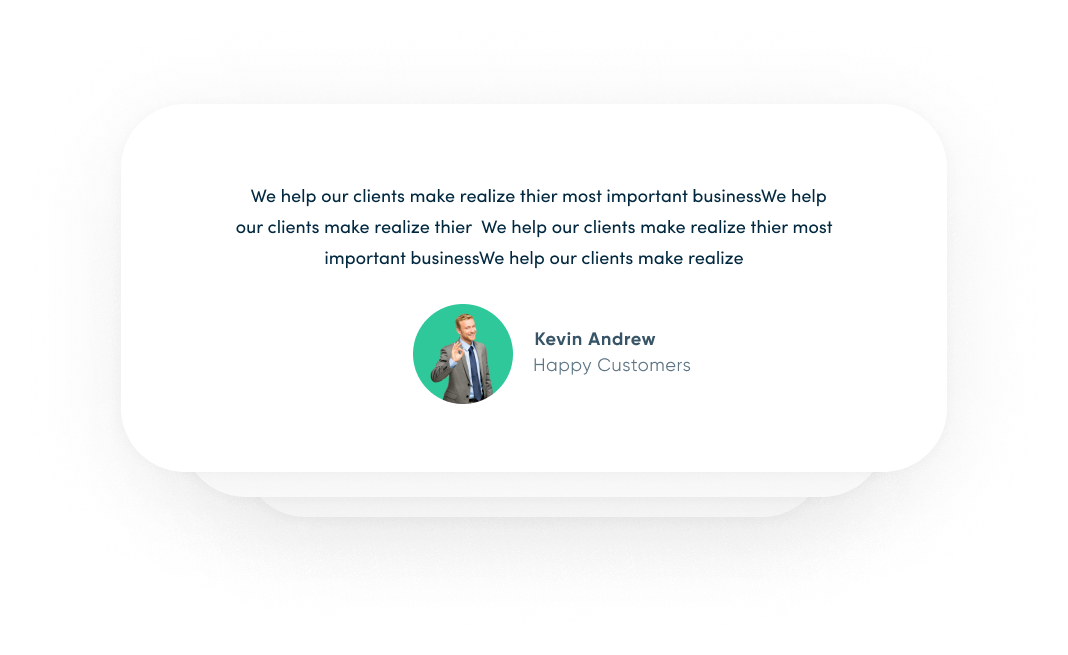 We help our clients make realize thier most important businessWe help
our clients make realize thier  We help our clients make realize thier most
important businessWe help our clients make realize
Kevin Andrew
Happy Customers